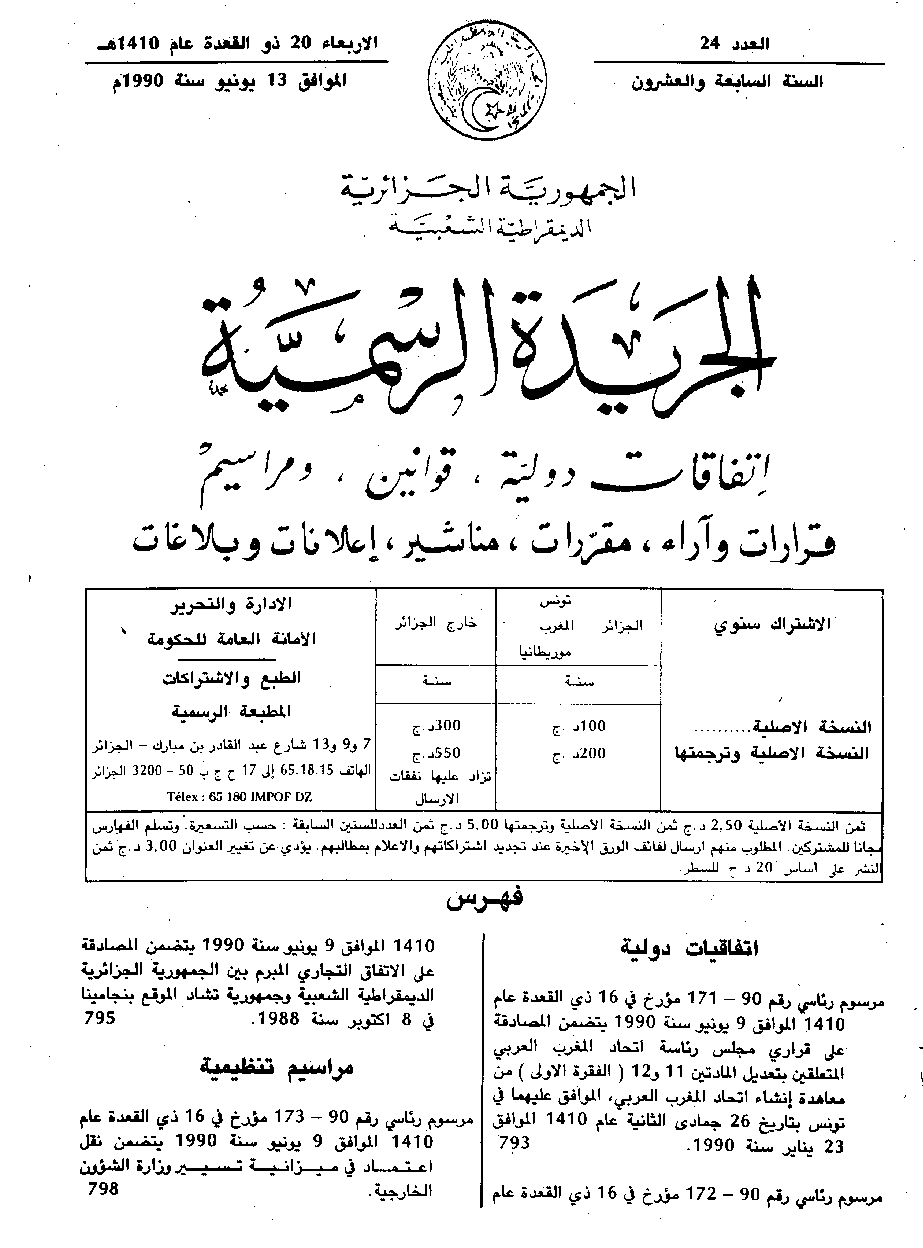 العدد 24
السنة السابعة والعشرون
الاربعاء 20 ذو القعدة عام 1410هـ
الموافق 13 يونيو سنة 1990م
الجمهورية الجزائرية
الديمقراطية الشعبية
الجريدة الرسمية
إتفاقات دولية ، قوانين ، ومراسيم
قرارات وآراء ، مقررات ، مناشير ، إعلانات وبلاغات
الاشتراك سنوي
النسخة الاصلية..........
النسخة الاصلية وترجمتها
تونس
الجزائر المغرب
موريطانيا
سنة
100د.ج
200د.ج
خارج الجزائر
سنة
300د.ج
550د.ج
تزاد عليها نفقات
الارسال
الادارة والتحرير
الأمانة العامة للحكومة
الطبع والاشتراكات
المطبعة الرسمية
7 و9 و13 شارع عبد القادر بن مبارك – الجزائر
الهاتف 65.18.15 إلى 17 ح ج ب 50 – 3200 الجزائر
Télex : 65 180 IMPOF DZ
ثمن النسخة الأصلية 2,50 د.ج ثمن النسخة الأصلية وترجمتها 5,00 د.ج ثمن العدد للسنين السابقة : حسب التسعيرة. وتسلم الفهارس
مجانا للمشتركين. المطلوب منهم ارسال لفائف الورق الأخيرة عند تجديد اشتراكاتهم والاعلام بمطالبهم. يؤدي عن تغيير العنوان 3,00 د.ج ثمن
النشر على اساس 20 د ج للسطر.
فهرس
اتفاقيات دولية
مرسوم رئاسي رقم 90 – 171 مؤرخ في 16 ذي القعدة عام
1410 الموافق 9 يونيو سنة 1990 يتضمن المصادقة
على قراري مجلس رئاسة اتحاد المغرب العربي
المتعلقين بتعديل المادتين 11 و12 ( الفقرة الاولى ) من
معاهدة إنشاء اتحاد المغرب العربي، الموافق عليهما في
تونس بتاريخ 26 جمادى الثانية عام 1410 الموافق
23 يناير سنة 1990. 793
مرسوم رئاسي رقم 90 – 172 مؤرخ في 16 ذي القعدة عام
1410 الموافق 9 يونيو سنة 1990 يتضمن المصادقة
على الاتفاق التجاري المبرم بين الجمهورية الجزائرية
الديمقراطية الشعبية وجمهورية تشاد الموقع بنجامينا
في 8 اكتوبر سنة 1988. 795
مراسيم تنظيمية
مرسوم رئاسي رقم 90 – 173 مؤرخ في 16 ذي القعدة عام
1410 الموافق 9 يونيو سنة 1990 يتضمن نقل
اعتمـاد في ميـزانيـة تسـيير وزارة الشؤون
الخارجية. 798